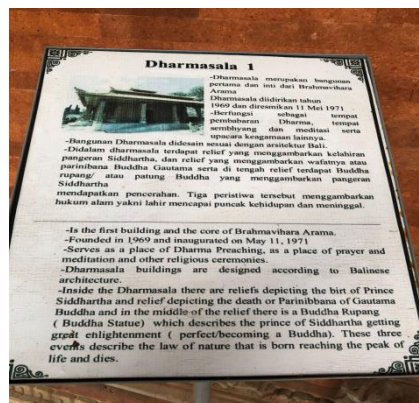 Dharmasala 1
-Dharmasala merupakan bangunan
pertama dan inti dari Brahmavihara
Arama
Dharmasala didirikan tahun
1969 dan diresmikan 11 Mei 1971
-Berfungsi sebagai tempat
pembabaran Dharma, tempat
sembhyang dan meditasi serta
upacara keagamaan lainnya.
-Bangunan Dharmasala didesain sesuai dengan arsitektur Bali.
-Didalam dharmasala terdapat relief yang menggambarkan kelahiran
pangeran Siddhartha, dan relief yang menggambarkan wafatnya atau
parinibana Buddha Gautama serta di tengah relief terdapat Buddha
rupang/ atau patung Buddha yang menggambarkan pangeran
Siddhartha
mendapatkan pencerahan. Tiga peristiwa tersebut menggambarkan
hukum alam yakni lahir mencapai puncak kehidupan dan meninggal.
-Is the first building and the core of Brahmavihara Arama.
-Founded in 1969 and inaugurated on May 11, 1971
-Serves as a place of Dharma Preaching, as a place of prayer and
meditation and other religious ceremonies.
-Dharmasala buildings are designed according to Balinese
architecture.
-Inside the Dharmasala there are reliefs depicting the birt of Prince
Siddhartha and relief depicting the death or Parinibbana of Gautama
Buddha and in the middle of the relief there is a Buddha Rupang
( Buddha Statue) which describes the prince of Siddhartha getting
great enlightenment ( perfect/becoming a Buddha). These three
events describe the law of nature that is born reaching the peak of
life and dies.